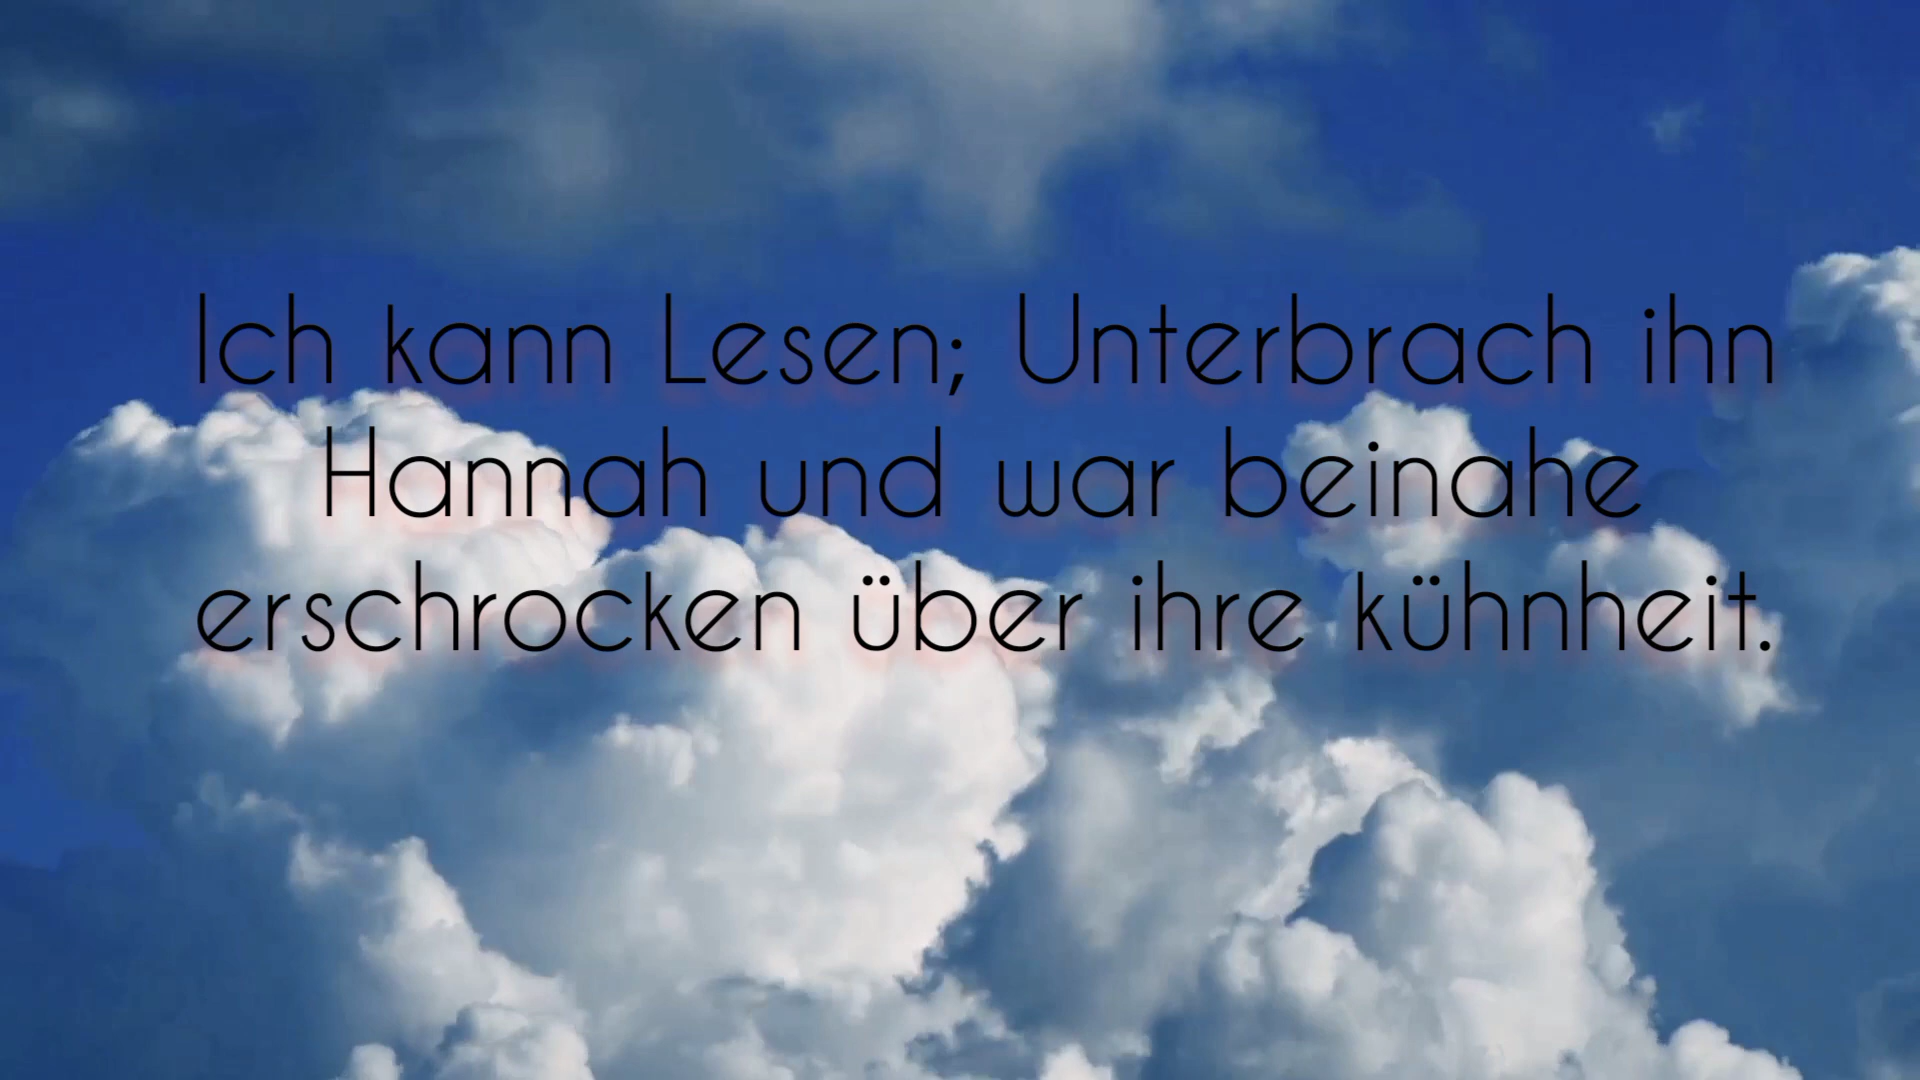 Ich kann Lesen; Unterbrach ihn
Hannah und war beinahe
erschrocken über ihre kühnheit.